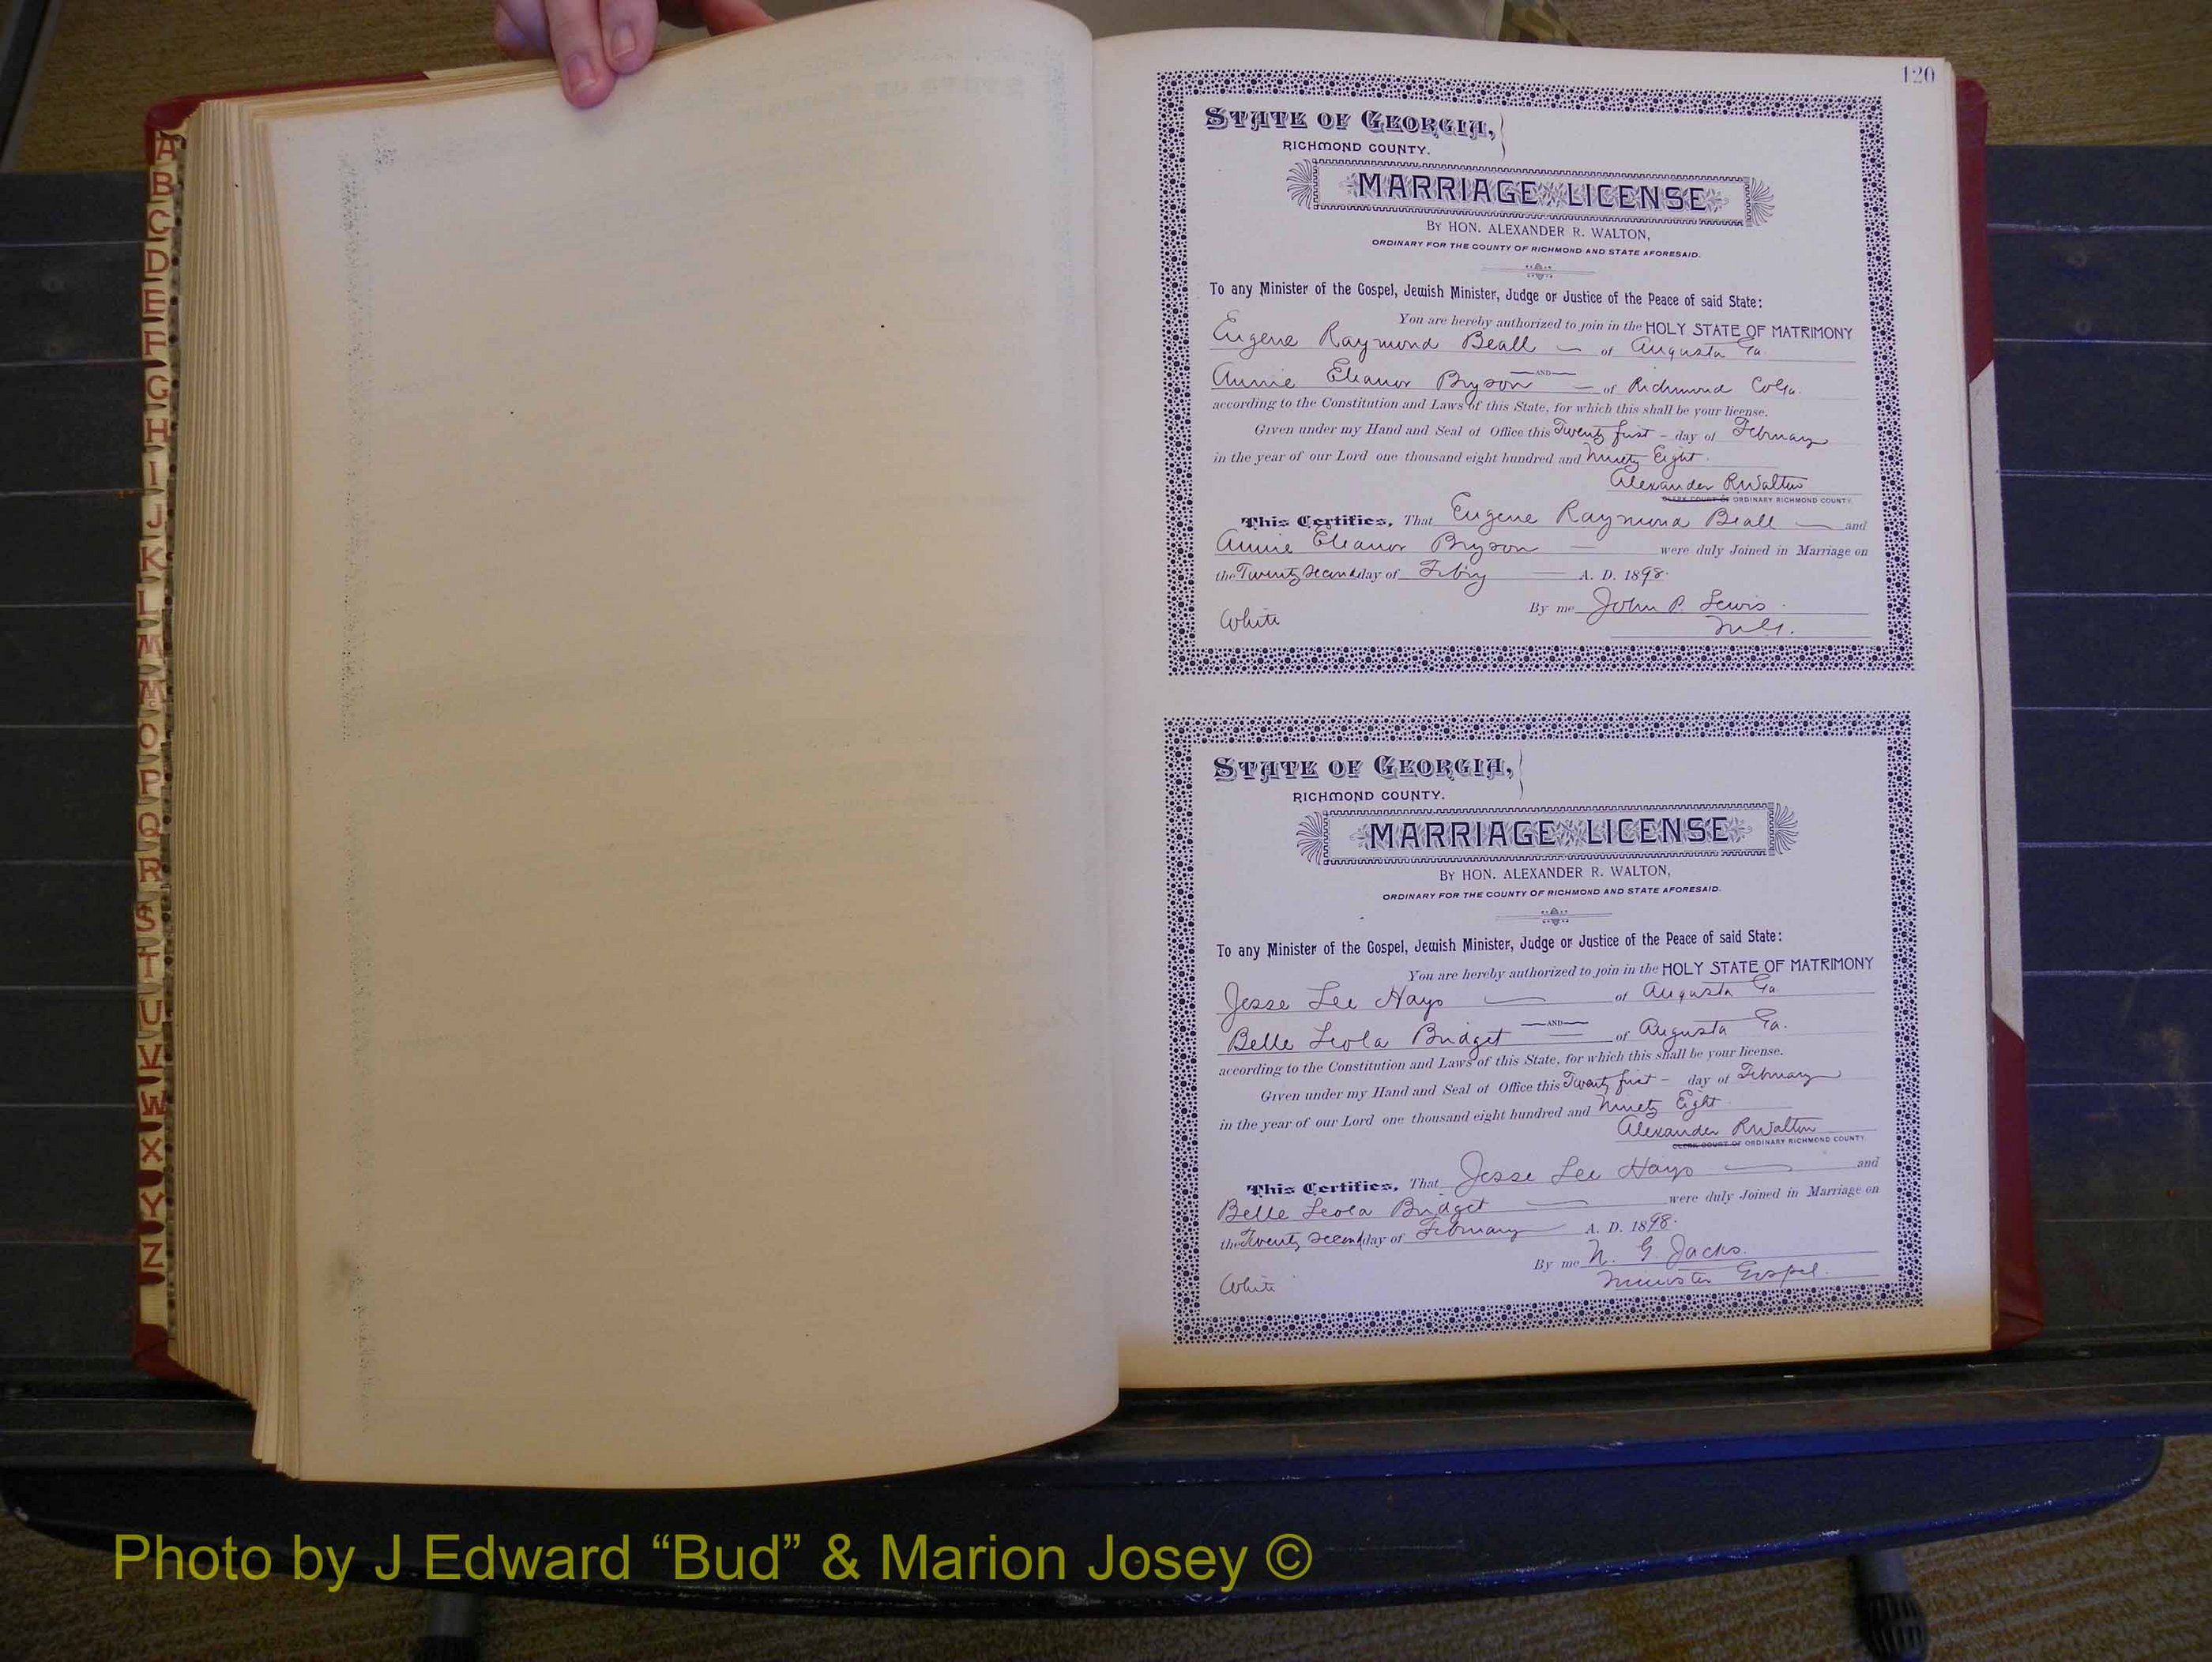 120
STATE OF GEORGIA,
RICHMOND COUNTY.
MARRIAGE LICENSE
BY HON. ALEXANDER R. WALTON,
ORDINARY FOR THE COUNTY OF RICHMOND AND STATE AFORESAID.
To any Minister of the Gospel, Jewish Minister, Judge or Justice of the Peace of said State:
You are hereby authorized to join in the HOLY STATE OF MATRIMONY
Eugene Raymond Beall — of Augusta Ga
AND
Annie Eleanor Bryson — of Richmond Co Ga.
according to the Constitution and Laws of this State, for which this shall be your license.
Given under my Hand and Seal of Office this Twenty first - day of February
in the year of our Lord one thousand eight hundred and Ninety Eight.
Alexander R Walton
CLERK COURT OF ORDINARY RICHMOND COUNTY.
This Certifies, That Eugene Raymond Beall — and
Annie Eleanor Bryson — were duly Joined in Marriage on
the Twenty Second day of Feby — A. D. 1898.
By me John P. Lewis
White M.G.
STATE OF GEORGIA,
RICHMOND COUNTY.
MARRIAGE LICENSE
BY HON. ALEXANDER R. WALTON,
ORDINARY FOR THE COUNTY OF RICHMOND AND STATE AFORESAID.
To any Minister of the Gospel, Jewish Minister, Judge or Justice of the Peace of said State:
You are hereby authorized to join in the HOLY STATE OF MATRIMONY
Jesse Lee Hays — of Augusta Ga
AND
Belle Leola Bridget — of Augusta Ga.
according to the Constitution and Laws of this State, for which this shall be your license.
Given under my Hand and Seal of Office this Twenty first - day of February
in the year of our Lord one thousand eight hundred and Ninety Eight
Alexander R Walton
CLERK COURT OF ORDINARY RICHMOND COUNTY.
This Certifies, That Jesse Lee Hays — and
Belle Leola Bridget — were duly Joined in Marriage on
the Twenty Second day of February A. D. 1898.
By me N. G. Jacks.
White Minister Gospel.
A
B
C
D
E
F
G
H
I
J
K
L
M
Mc
O
P
Q
R
S
T
U
V
W
X
Y
Z
Photo by J Edward “Bud” & Marion Josey ©